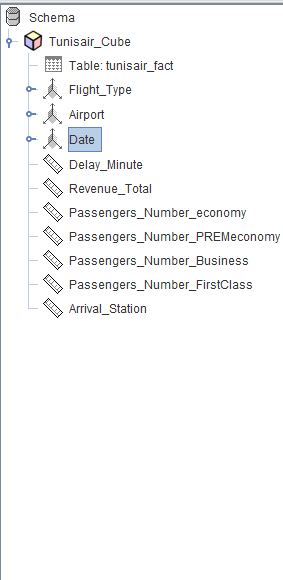 Schema
Tunisair_Cube
Table: tunisair_fact
Flight_Type
Airport
Date
Delay_Minute
Revenue_Total
Passengers_Number_economy
Passengers_Number_PREMeconomy
Passengers_Number_Business
Passengers_Number_FirstClass
Arrival_Station